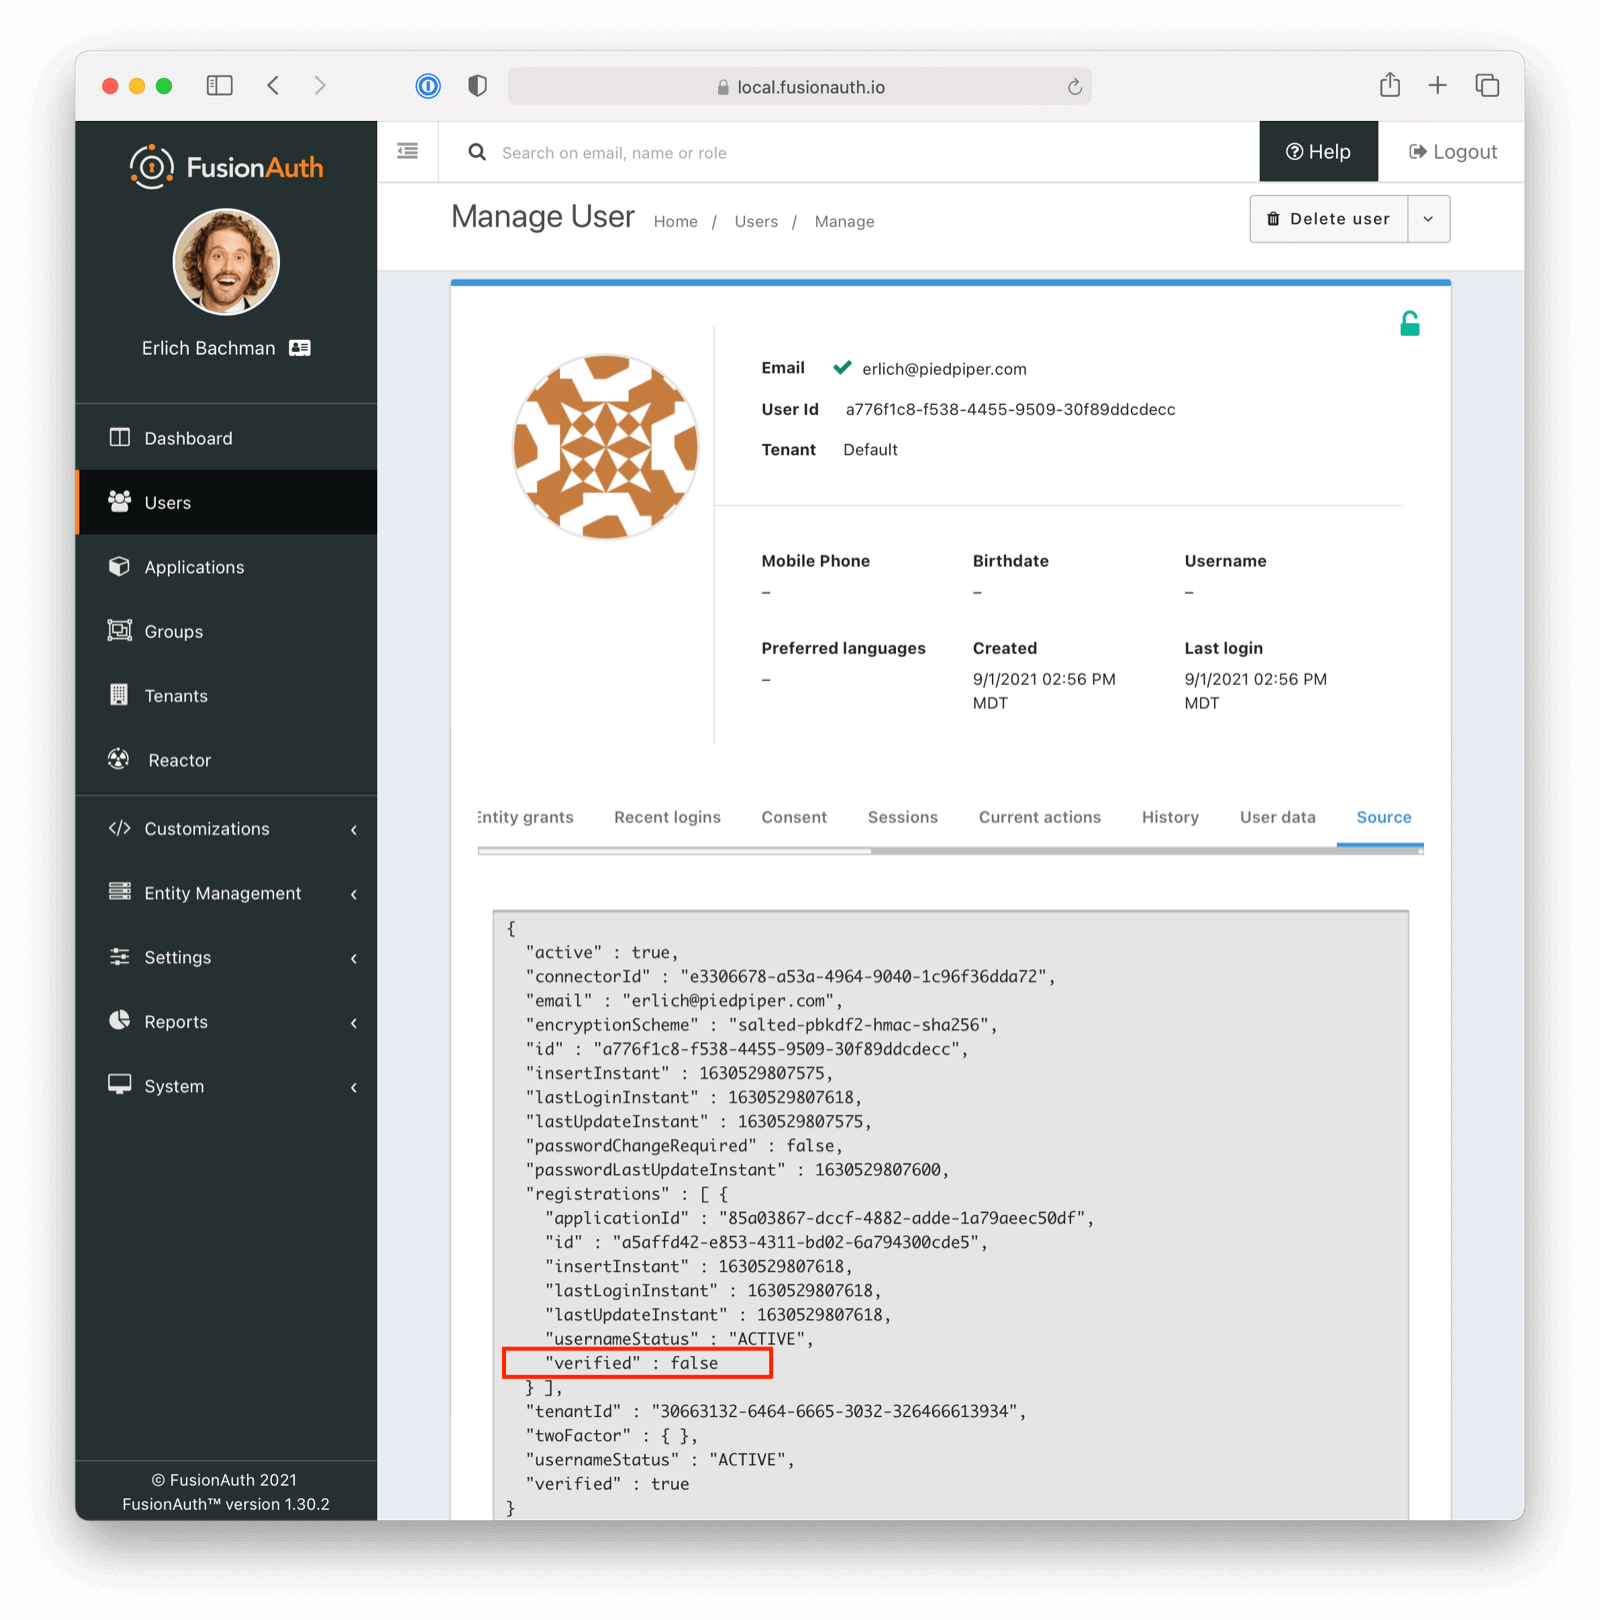 local.fusionauth.io
FusionAuth
Search on email, name or role
Help
Logout
Manage User
Home / Users / Manage
Delete user
Erlich Bachman
Dashboard
Users
Applications
Groups
Tenants
Reactor
Customizations
Entity Management
Settings
Reports
System
© FusionAuth 2021
FusionAuth™ version 1.30.2
Email erlich@piedpiper.com
User Id a776f1c8-f538-4455-9509-30f89ddcdecc
Tenant Default
Mobile Phone Birthdate Username
– – –
Preferred languages Created Last login
– 9/1/2021 02:56 PM 9/1/2021 02:56 PM
MDT MDT
Entity grants Recent logins Consent Sessions Current actions History User data Source
{
"active" : true,
"connectorId" : "e3306678-a53a-4964-9040-1c96f36dda72",
"email" : "erlich@piedpiper.com",
"encryptionScheme" : "salted-pbkdf2-hmac-sha256",
"id" : "a776f1c8-f538-4455-9509-30f89ddcdecc",
"insertInstant" : 1630529807575,
"lastLoginInstant" : 1630529807618,
"lastUpdateInstant" : 1630529807575,
"passwordChangeRequired" : false,
"passwordLastUpdateInstant" : 1630529807600,
"registrations" : [ {
"applicationId" : "85a03867-dccf-4882-adde-1a79aeec50df",
"id" : "a5affd42-e853-4311-bd02-6a794300cde5",
"insertInstant" : 1630529807618,
"lastLoginInstant" : 1630529807618,
"lastUpdateInstant" : 1630529807618,
"usernameStatus" : "ACTIVE",
"verified" : false
} ],
"tenantId" : "30663132-6464-6665-3032-326466613934",
"twoFactor" : { },
"usernameStatus" : "ACTIVE",
"verified" : true
}